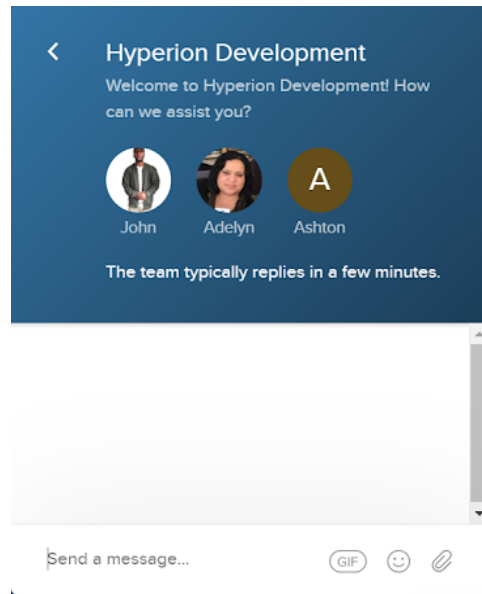 Hyperion Development
Welcome to Hyperion Development! How
can we assist you?
A
John Adelyn Ashton
The team typically replies in a few minutes.
Send a message...
GIF